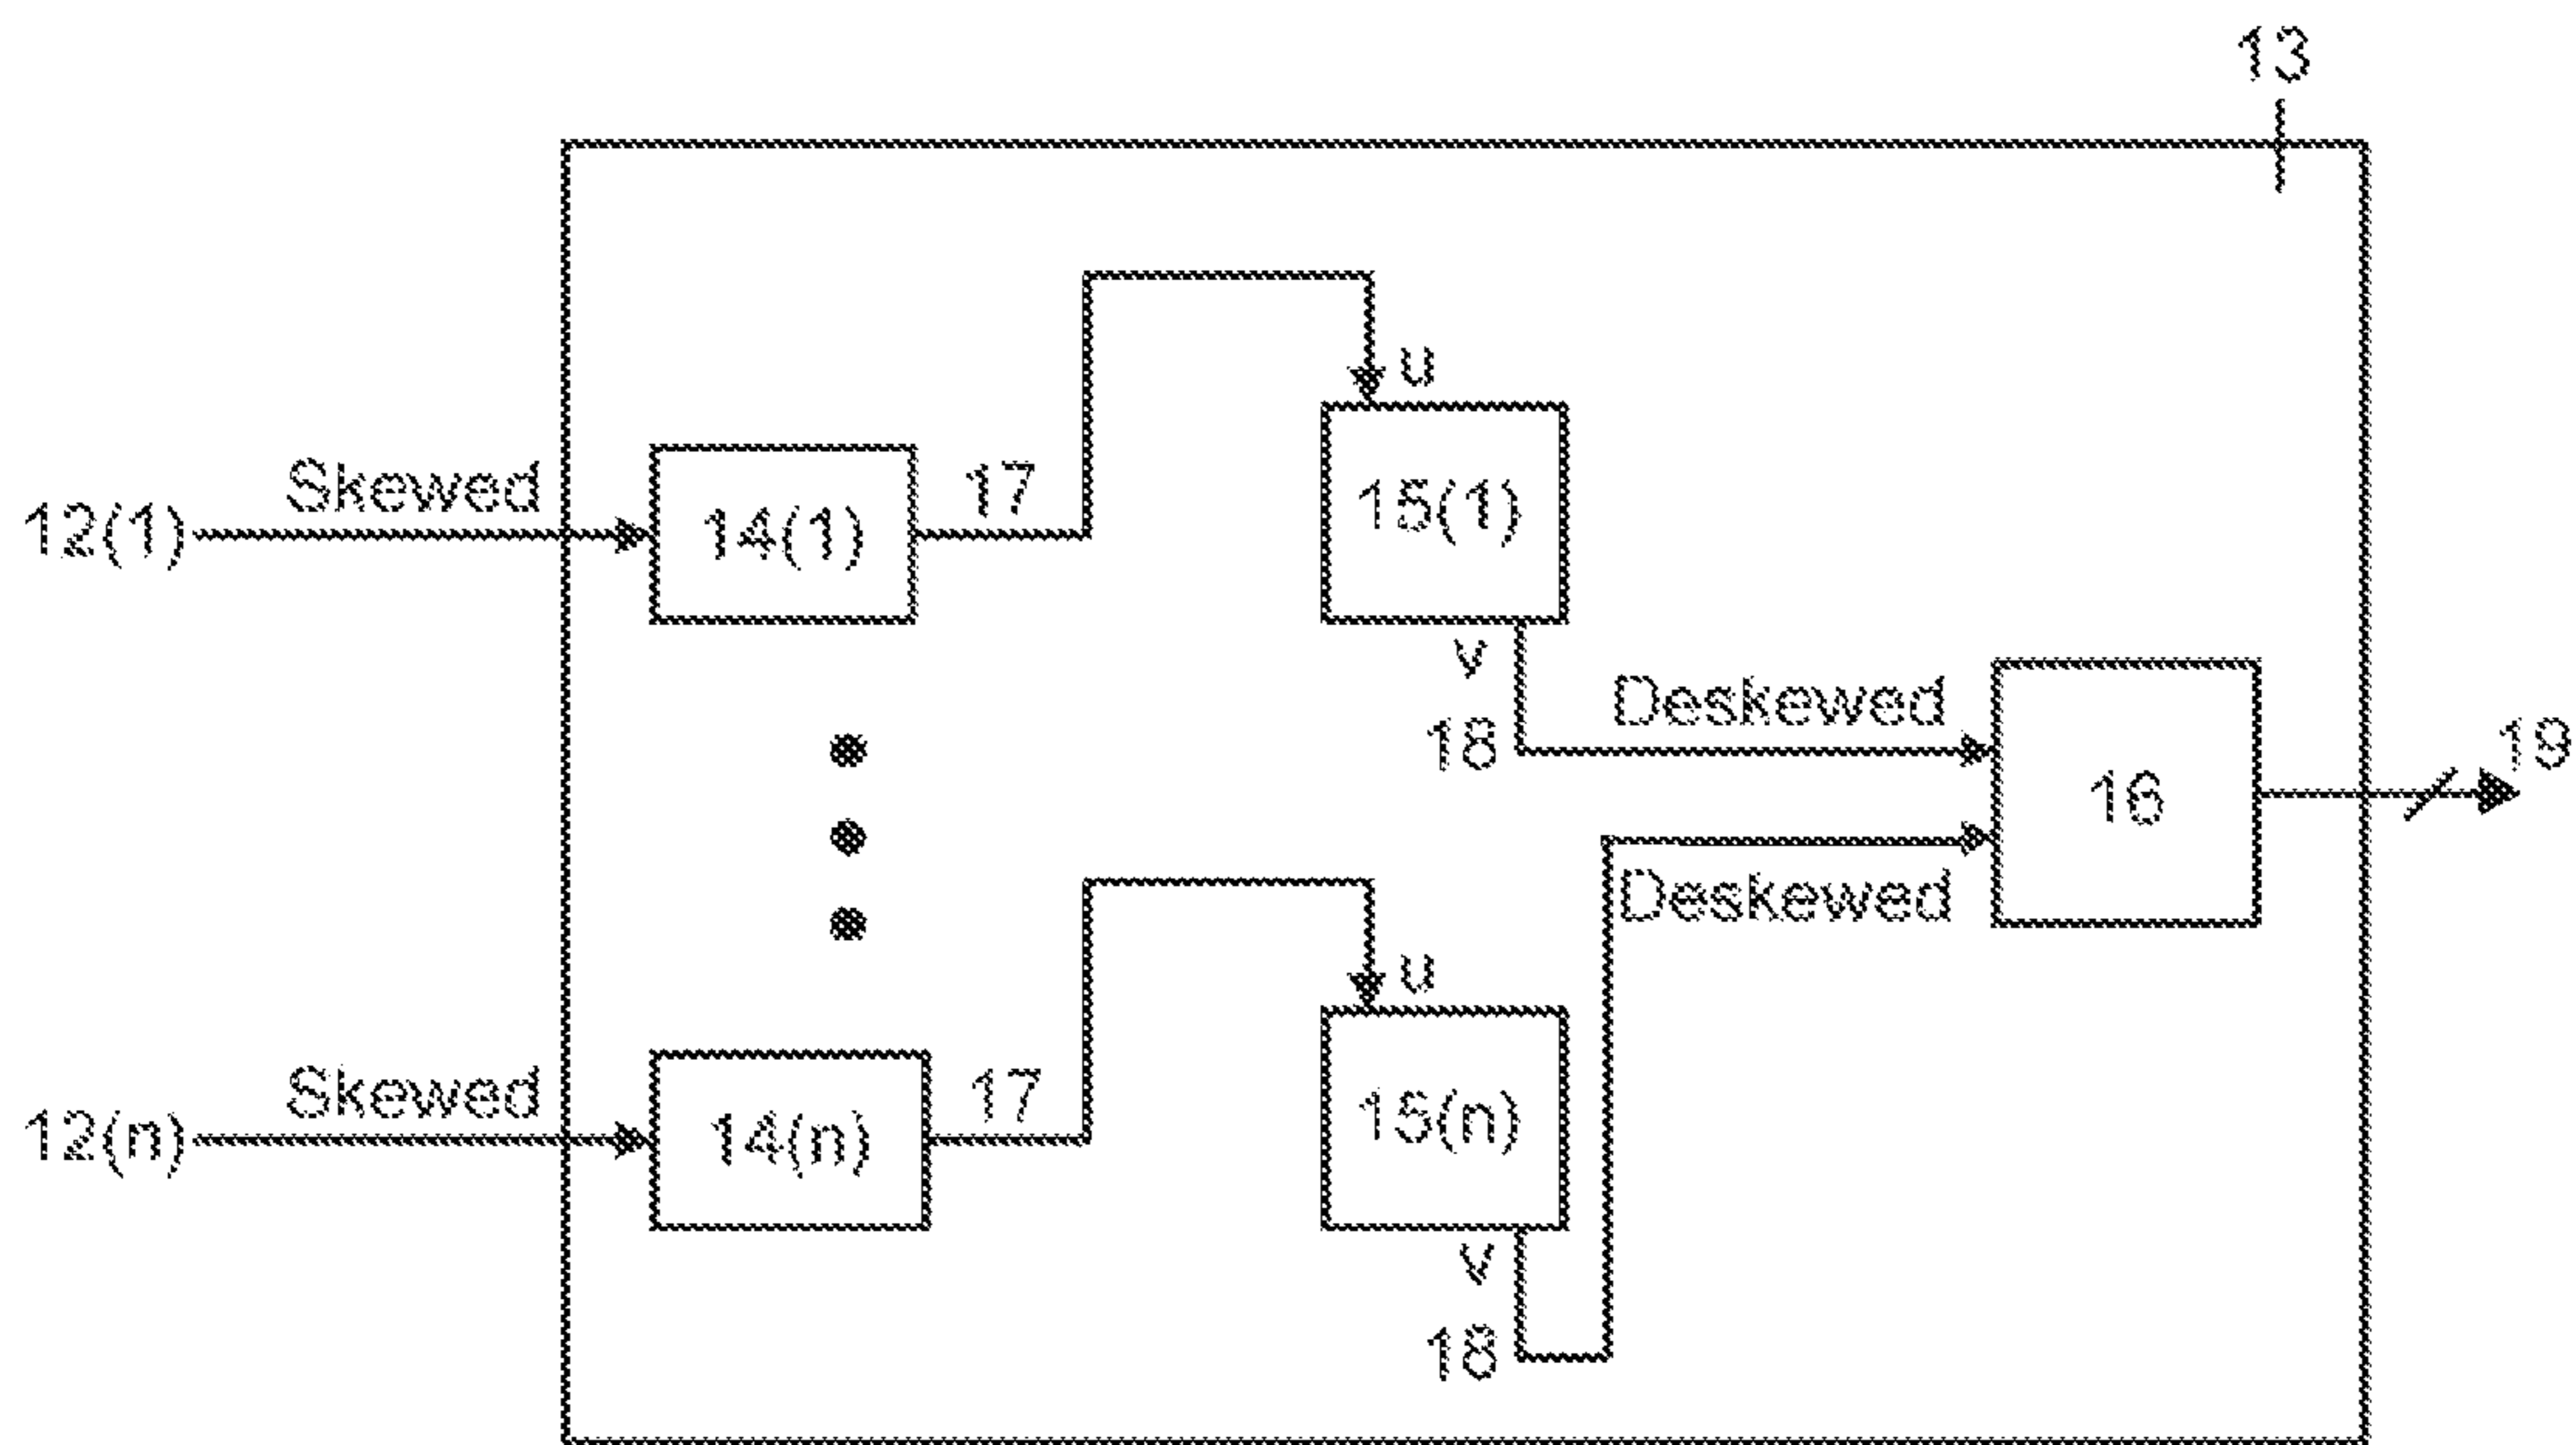 13
u
Skewed
17
12(1)
14(1)
15(1)
v
Deskewed
18
19
16
Deskewed
u
Skewed
17
12(n)
14(n)
15(n)
v
18